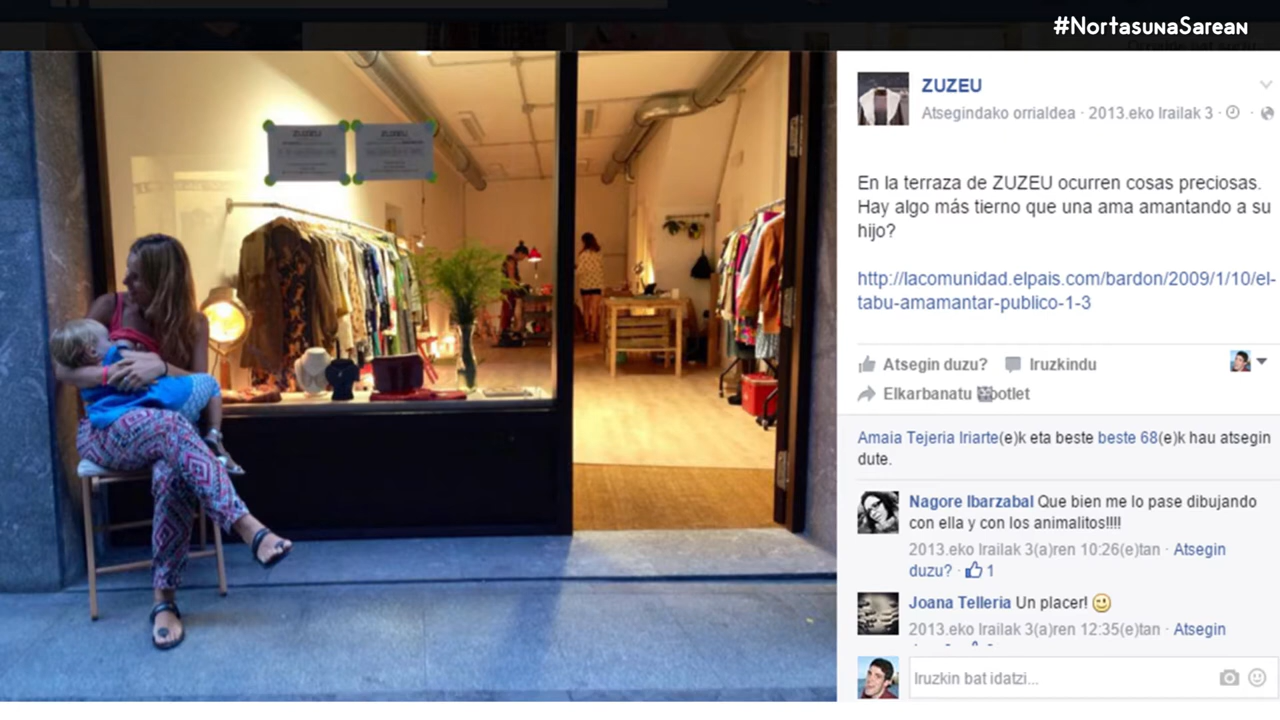 #NortasunaSarean
ZUZEU
ZUZEU
ZUZEU
Atsegindako orrialdea · 2013.eko Irailak 3 ·
En la terraza de ZUZEU ocurren cosas preciosas.
Hay algo más tierno que una ama amantando a su
hijo?
http://lacomunidad.elpais.com/bardon/2009/1/10/el-
tabu-amamantar-publico-1-3
Atsegin duzu? Iruzkindu
Elkarbanatu botlet
Amaia Tejeria Iriarte(e)k eta beste beste 68(e)k hau atsegin
dute.
Nagore Ibarzabal Que bien me lo pase dibujando
con ella y con los animalitos!!!!
2013.eko Irailak 3(a)ren 10:26(e)tan · Atsegin
duzu? · 1
Joana Telleria Un placer!
2013.eko Irailak 3(a)ren 12:35(e)tan · Atsegin
Iruzkin bat idatzi...